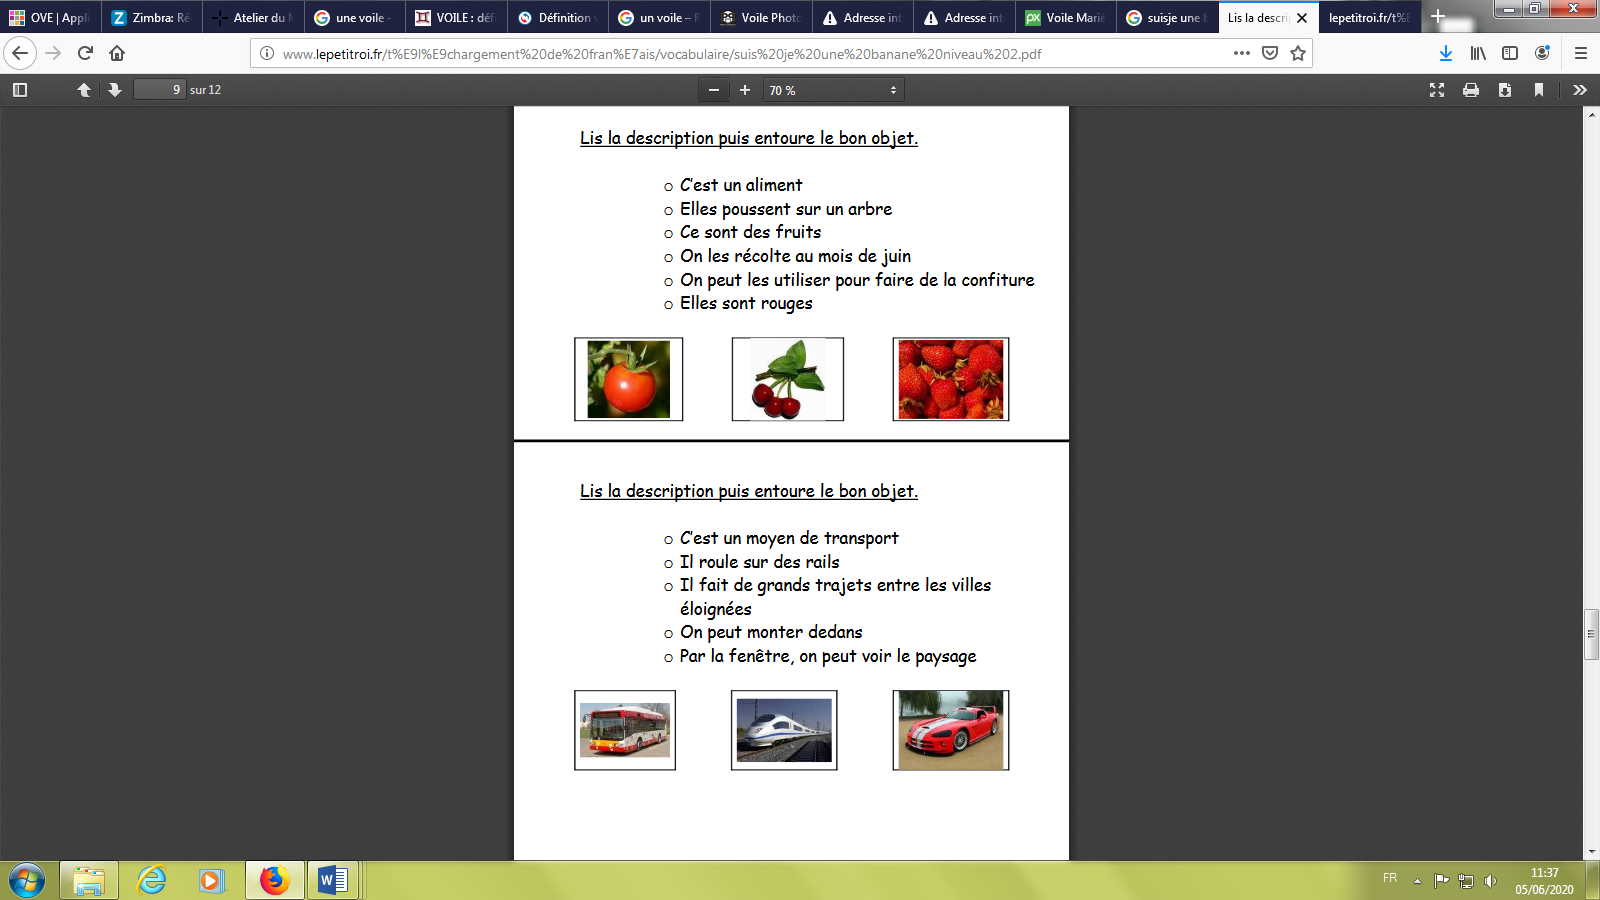 OVE | Appli
Zimbra: Ré
Atelier du M
une voile -
VOILE : défi
Définition v
un voile – R
Voile Photo
Adresse int
Adresse int
Voile Marié
suisje une b
Lis la descri
lepetitroi.fr/t%E
www.lepetitroi.fr/t%E9l%E9chargement%20de%20fran%E7ais/vocabulaire/suis%20je%20une%20banane%20niveau%202.pdf
9 sur 12
70 %
Lis la description puis entoure le bon objet.
o C'est un aliment
o Elles poussent sur un arbre
o Ce sont des fruits
o On les récolte au mois de juin
o On peut les utiliser pour faire de la confiture
o Elles sont rouges
Lis la description puis entoure le bon objet.
o C'est un moyen de transport
o Il roule sur des rails
o Il fait de grands trajets entre les villes
éloignées
o On peut monter dedans
o Par la fenêtre, on peut voir le paysage
FR
11:37
05/06/2020